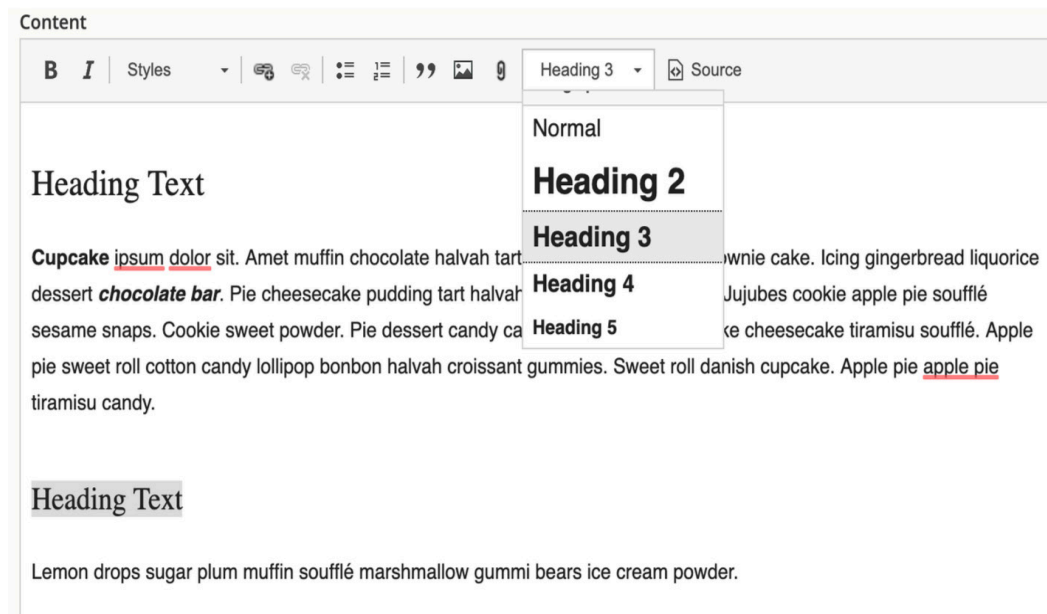 Content
B I Styles Heading 3 Source
Normal
Heading 2
Heading 3
Heading 4
Heading 5
Heading Text
Cupcake ipsum dolor sit. Amet muffin chocolate halvah tart wnie cake. Icing gingerbread liquorice
dessert chocolate bar. Pie cheesecake pudding tart halvah Jujubes cookie apple pie soufflé
sesame snaps. Cookie sweet powder. Pie dessert candy ca ke cheesecake tiramisu soufflé. Apple
pie sweet roll cotton candy lollipop bonbon halvah croissant gummies. Sweet roll danish cupcake. Apple pie apple pie
tiramisu candy.
Heading Text
Lemon drops sugar plum muffin soufflé marshmallow gummi bears ice cream powder.